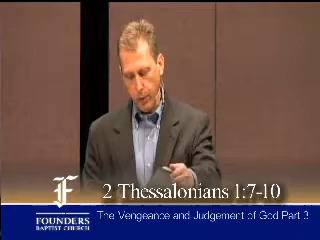 2 Thessalonians 1:7-10
F
FOUNDERS
BAPTIST CHURCH
The Vengeance and Judgement of God Part 3